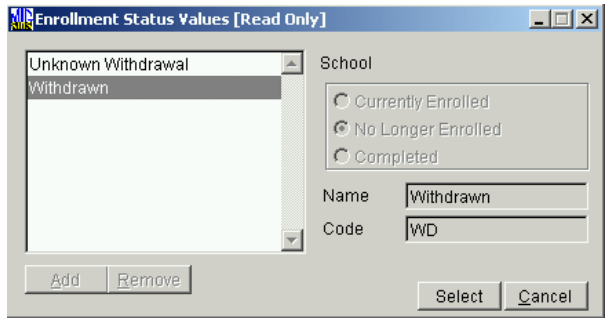 Enrollment Status Values [Read Only]
Unknown Withdrawal
Withdrawn
School
Currently Enrolled
No Longer Enrolled
Completed
Name Withdrawn
Code WD
Add Remove
Select Cancel